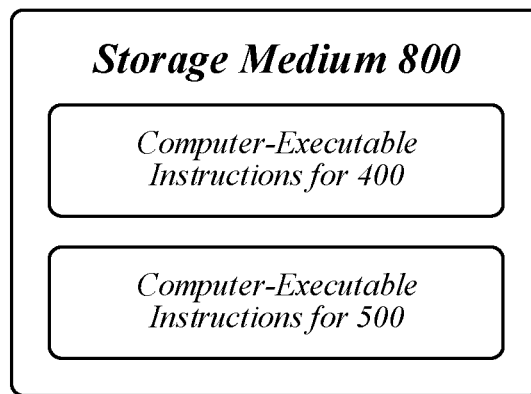 Storage Medium 800
Computer-Executable
Instructions for 400
Computer-Executable
Instructions for 500